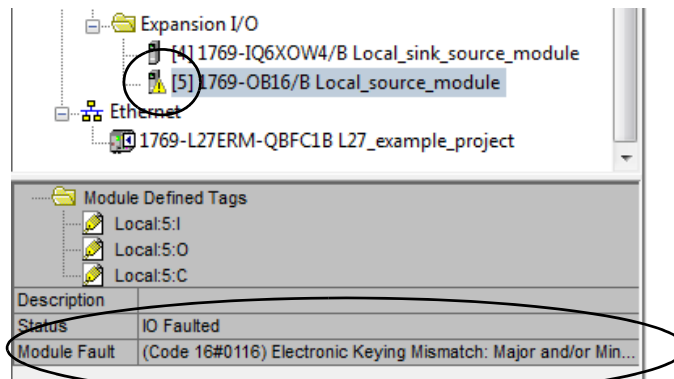 Expansion I/O
[4] 1769-IQ6XOW4/B Local_sink_source_module
[5] 1769-OB16/B Local_source_module
Ethernet
1769-L27ERM-QBFC1B L27_example_project
Module Defined Tags
Local:5:I
Local:5:O
Local:5:C
Description
Status IO Faulted
Module Fault (Code 16#0116) Electronic Keying Mismatch: Major and/or Min...